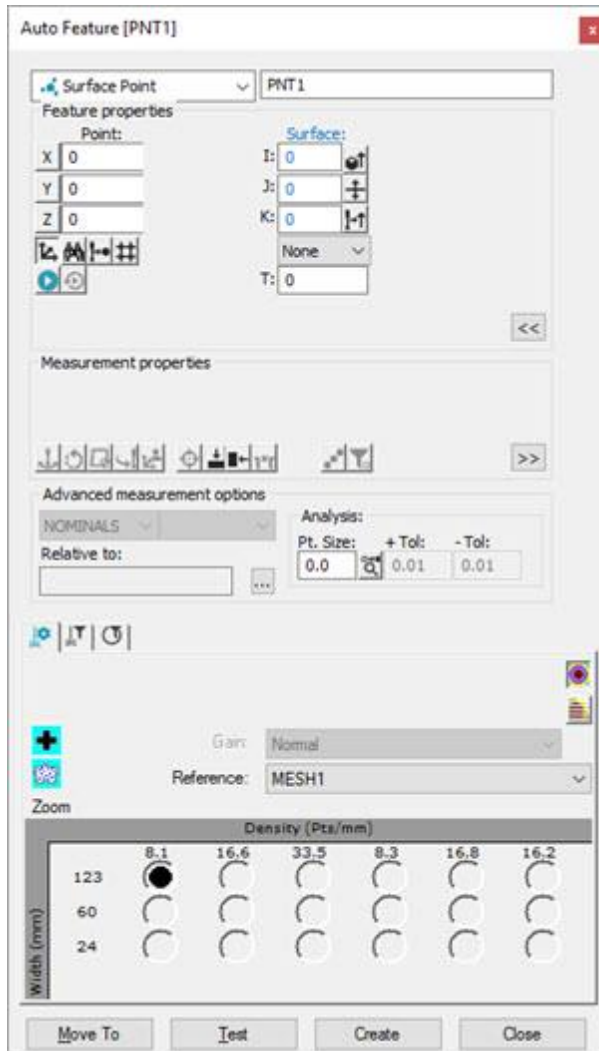 Auto Feature [PNT1]
x
Surface Point PNT1
Feature properties
Point: Surface:
X 0 I: 0
Y 0 J: 0
Z 0 K: 0
None
T: 0
<<
Measurement properties
>>
Advanced measurement options
NOMINALS
Analysis:
Pt. Size: + Tol: - Tol:
Relative to:
0.0 0.01 0.01
...
Gain: Normal
Reference: MESH1
Zoom
Density (Pts/mm)
8.1 16.6 33.5 8.3 16.8 16.2
123
60
24
Width (mm)
Move To Test Create Close